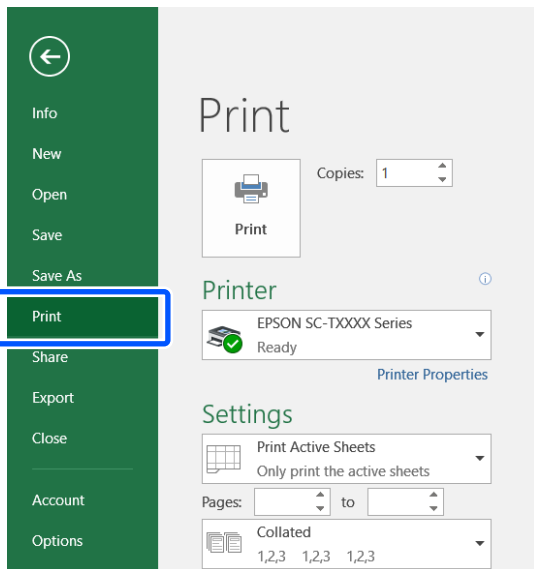 Info
New
Open
Save
Save As
Print
Share
Export
Close
Account
Options
Print
Copies: 1
Print
Printer
EPSON SC-TXXXX Series
Ready
Printer Properties
Settings
Print Active Sheets
Only print the active sheets
Pages: to
Collated
1,2,3 1,2,3 1,2,3